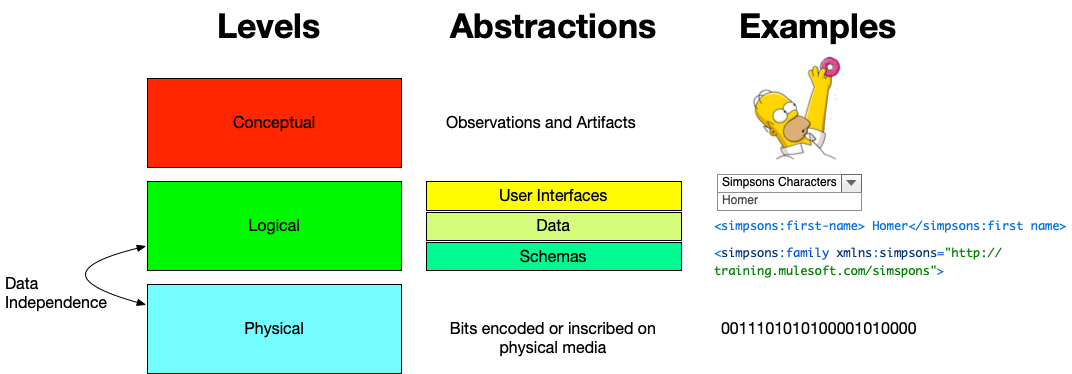 Levels Abstractions Examples
Conceptual Observations and Artifacts
Simpsons Characters
User Interfaces
Homer
Logical Data <simpsons:first-name> Homer</simpsons:first name>
Schemas <simpsons:family xmlns:simpsons="http://
training.mulesoft.com/simspons">
Data
Independence
Physical Bits encoded or inscribed on 0011101010100001010000
physical media